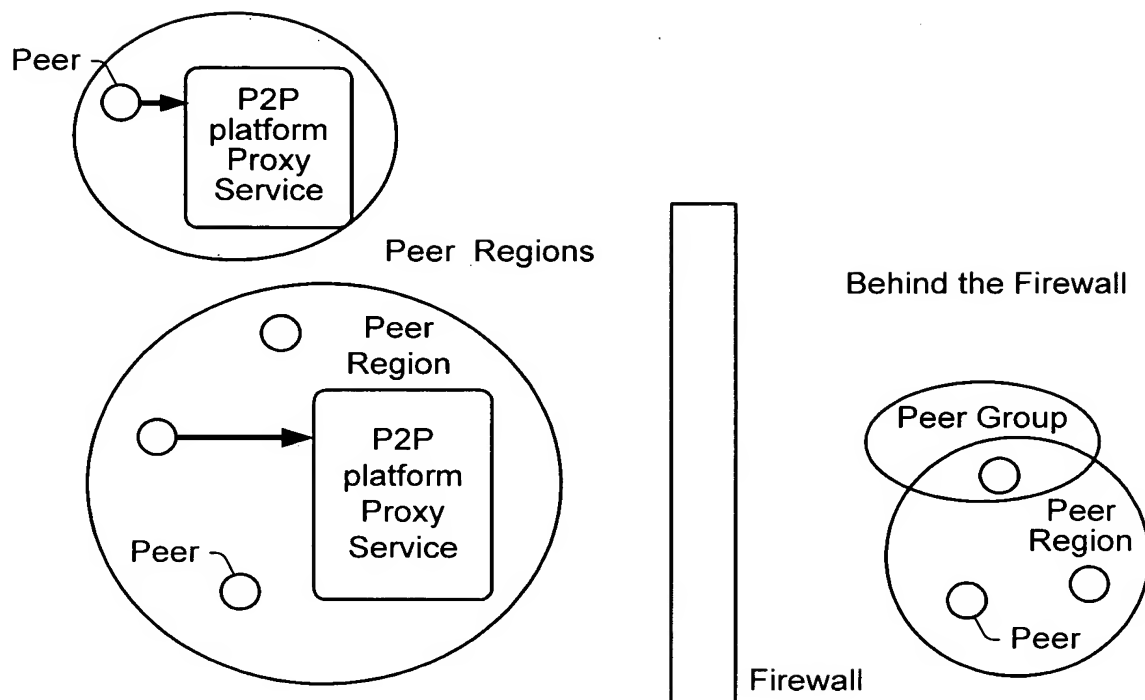 Peer
P2P
platform
Proxy
Service
Peer Regions
Behind the Firewall
Peer
Region
P2P
platform
Proxy
Service
Peer
Peer Group
Peer
Region
Peer
Firewall